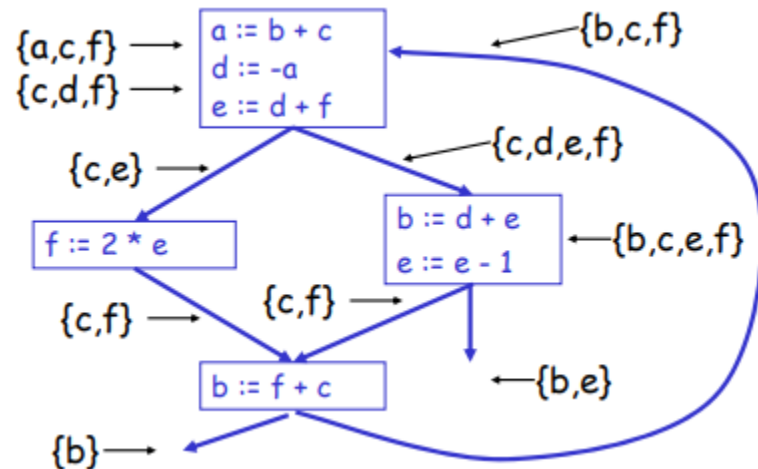 {a,c,f}
{c,d,f}
a := b + c
d := -a
e := d + f
{b,c,f}
{c,e}
{c,d,e,f}
f := 2 * e
b := d + e
e := e - 1
{b,c,e,f}
{c,f}
{c,f}
b := f + c
{b,e}
{b}